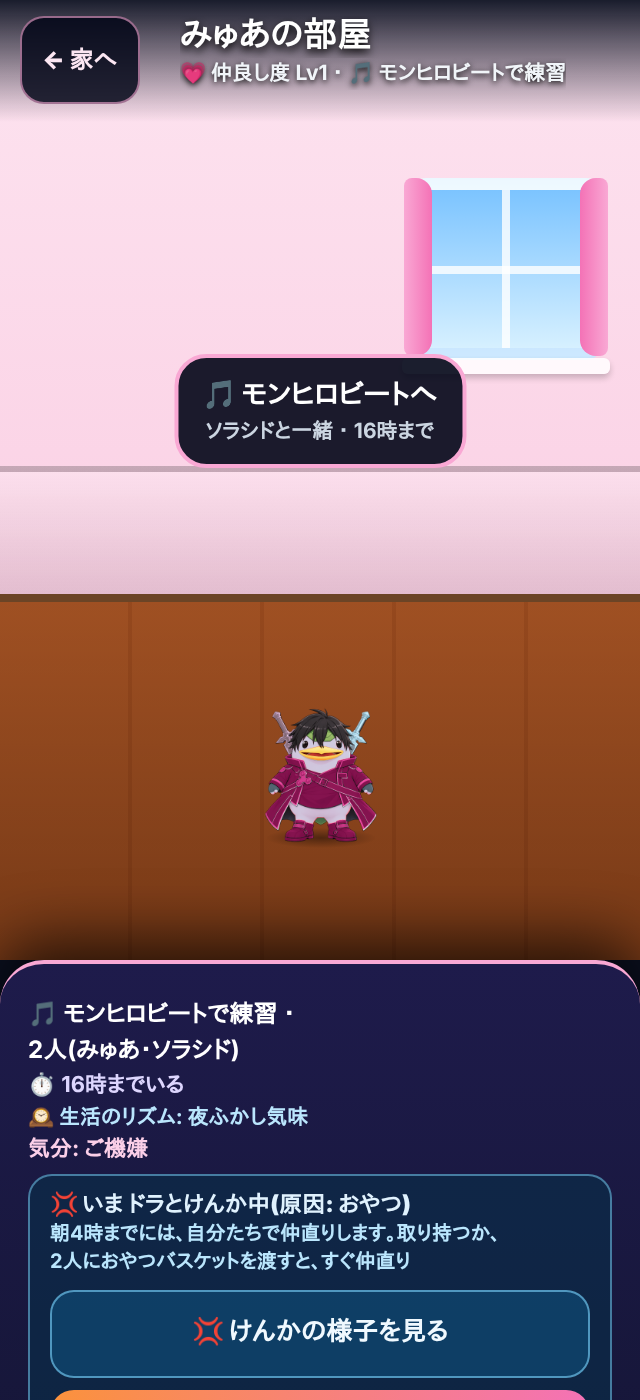 ← 家へ
みゅあの部屋
💗 仲良し度 Lv1・🎵 モンヒロビートで練習
🎵 モンヒロビートへ
ソラシドと一緒・16時まで
🎵 モンヒロビートで練習・
2人(みゅあ・ソラシド)
⏱️ 16時までいる
🕰️ 生活のリズム: 夜ふかし気味
気分: ご機嫌
💢 いまドラとけんか中(原因: おやつ)
朝4時までには、自分たちで仲直りします。取り持つか、
2人におやつバスケットを渡すと、すぐ仲直り
💢 けんかの様子を見る